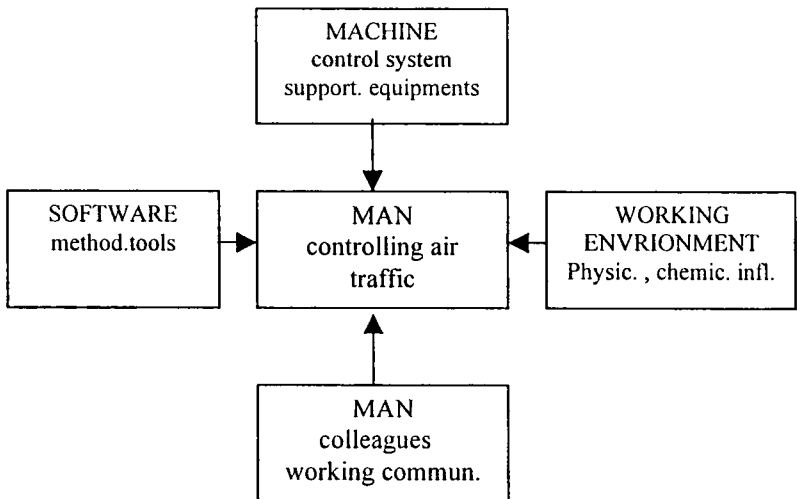 MACHINE
control system
support. equipments
SOFTWARE
method.tools
MAN
controlling air
traffic
WORKING
ENVRIONMENT
Physic. , chemic. infl.
MAN
colleagues
working commun.